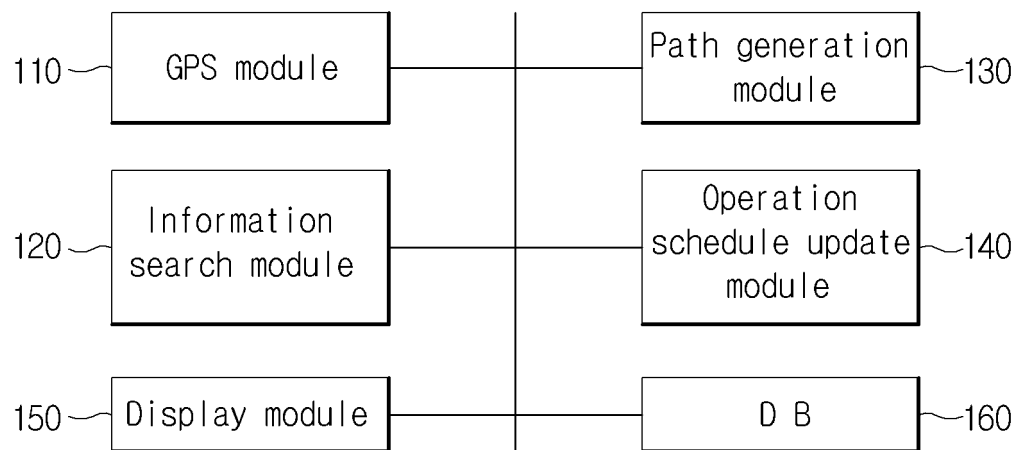 110
GPS module
Path generation
module
130
120
Information
search module
Operation
schedule update
module
140
150
Display module
D B
160